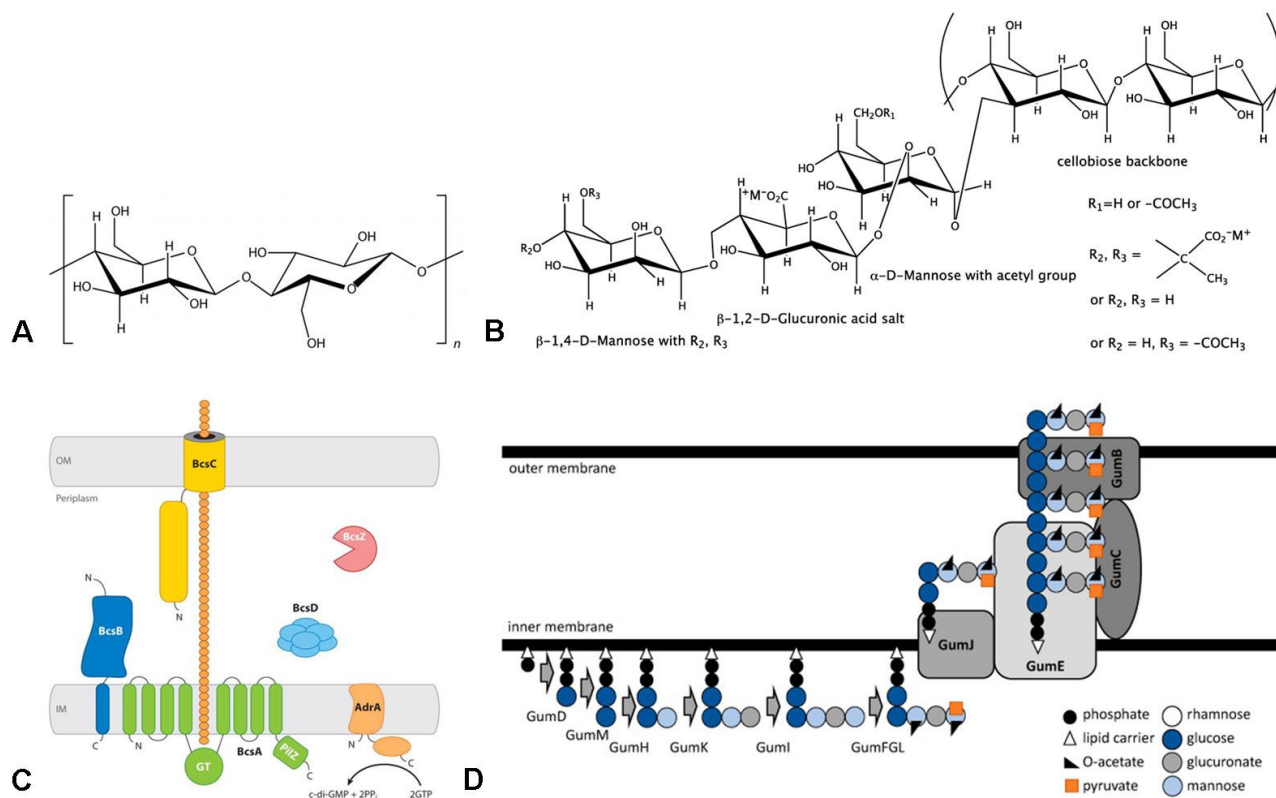 OH
H
H
O
HO
H
H
OH
O
HO
OH
O
O
OH
n
A
OH
H
H
O
O
HO
H
H
OH
O
OH
H
H
O
HO
H
H
OH
cellobiose backbone
CH₂OR₁
H
H
O
O
HO
HO
H
H
H
O
α-D-Mannose with acetyl group
⁺M⁻O₂C
H
H
O
HO
H
OH
H
O
β-1,2-D-Glucuronic acid salt
OR₃
H
OH
O
R₂O
HO
H
H
H
H
O
β-1,4-D-Mannose with R₂, R₃
R₁=H or –COCH₃
R₂, R₃ =
C
CO₂⁻M⁺
CH₃
or R₂, R₃ = H
or R₂ = H, R₃ = –COCH₃
B
OM
BcsC
Periplasm
BcsZ
N
N
BcsB
BcsD
IM
AdrA
C
N
BcsA
PilZ
C
N
C
GT
c-di-GMP + 2PPᵢ
2GTP
C
outer membrane
GumB
GumC
inner membrane
GumJ
GumE
GumD
GumM
GumH
GumK
GumI
GumFGL
phosphate
rhamnose
lipid carrier
glucose
O-acetate
glucuronate
pyruvate
mannose
D